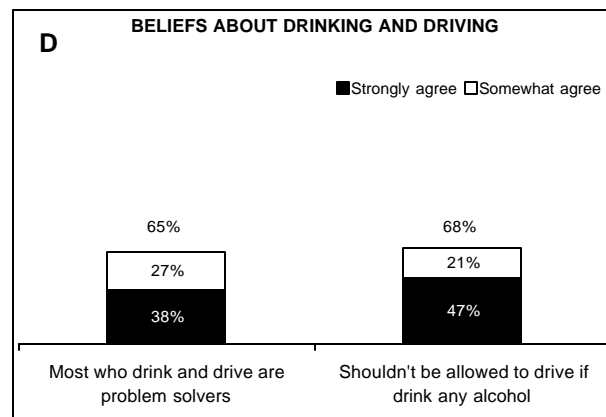 BELIEFS ABOUT DRINKING AND DRIVING
D
Strongly agree Somewhat agree
65% 68%
27% 21%
38% 47%
Most who drink and drive are
problem solvers
Shouldn't be allowed to drive if
drink any alcohol